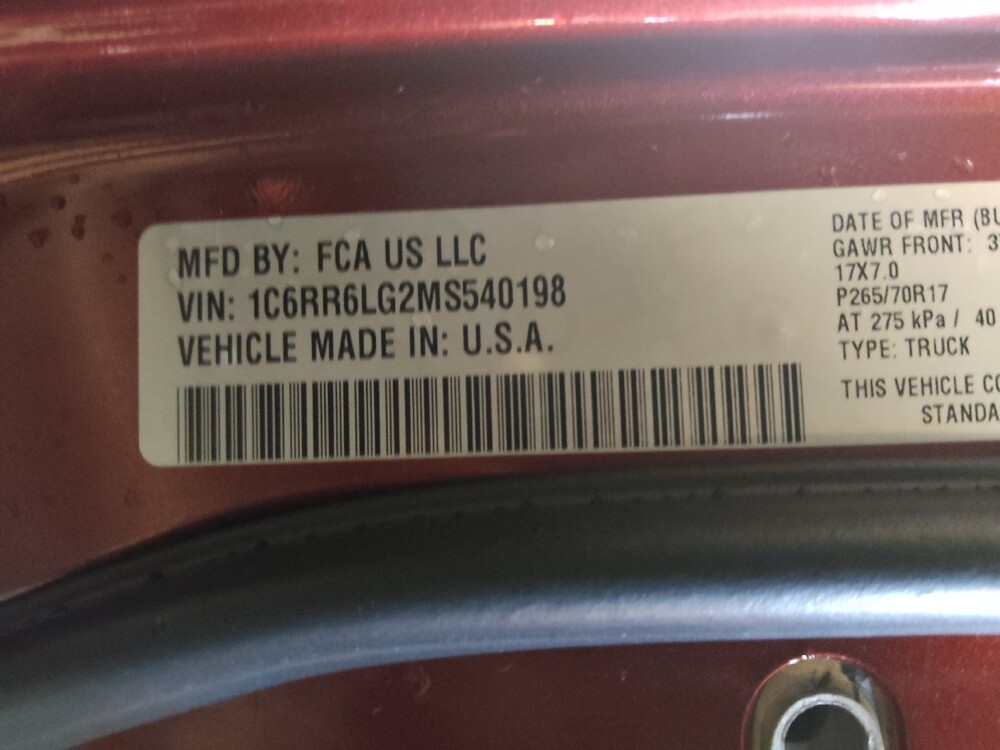 MFD BY: FCA US LLC
VIN: 1C6RR6LG2MS540198
VEHICLE MADE IN: U.S.A.
DATE OF MFR
GAWR FRONT:
17X7.0
P265/70R17
AT 275 kPa / 40
TYPE: TRUCK
THIS VEHICLE